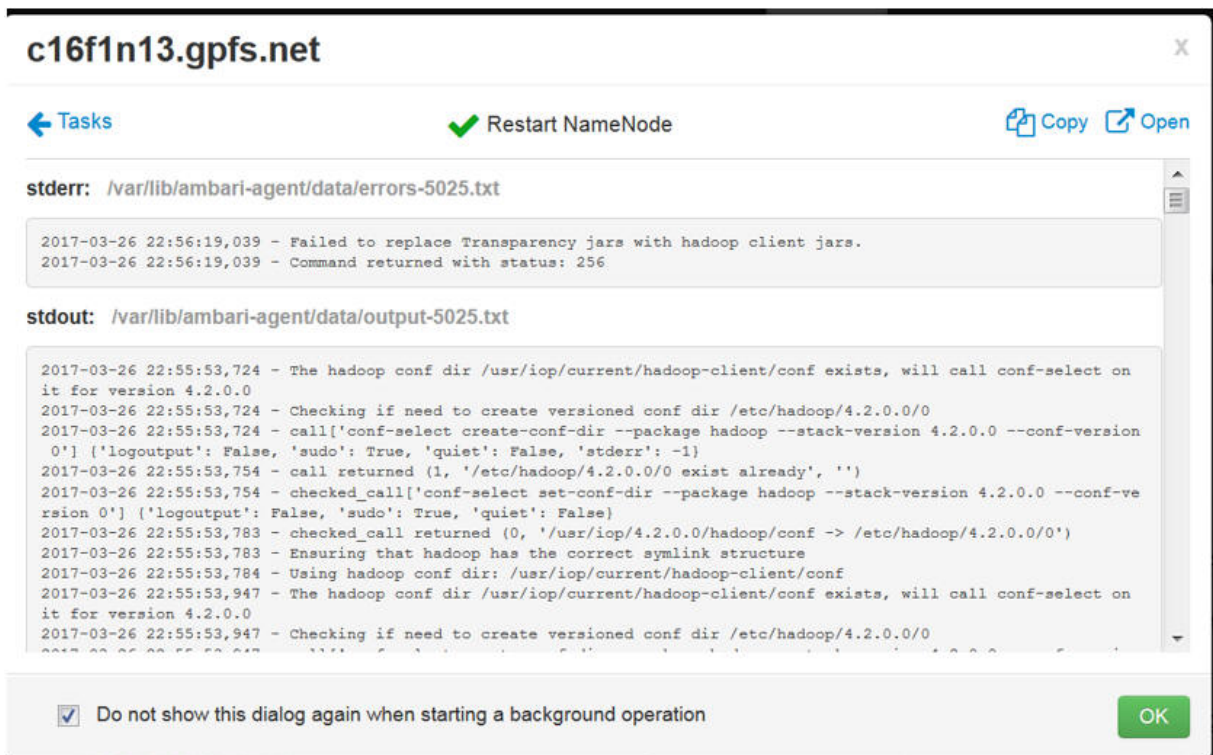 c16f1n13.gpfs.net
X
Tasks
Restart NameNode
Copy
Open
stderr: /var/lib/ambari-agent/data/errors-5025.txt
2017-03-26 22:56:19,039 - Failed to replace Transparency jars with hadoop client jars.
2017-03-26 22:56:19,039 - Command returned with status: 256
stdout: /var/lib/ambari-agent/data/output-5025.txt
2017-03-26 22:55:53,724 - The hadoop conf dir /usr/iop/current/hadoop-client/conf exists, will call conf-select on
it for version 4.2.0.0
2017-03-26 22:55:53,724 - Checking if need to create versioned conf dir /etc/hadoop/4.2.0.0/0
2017-03-26 22:55:53,724 - call['conf-select create-conf-dir --package hadoop --stack-version 4.2.0.0 --conf-version
0'] {'logoutput': False, 'sudo': True, 'quiet': False, 'stderr': -1}
2017-03-26 22:55:53,754 - call returned (1, '/etc/hadoop/4.2.0.0/0 exist already', '')
2017-03-26 22:55:53,754 - checked_call['conf-select set-conf-dir --package hadoop --stack-version 4.2.0.0 --conf-ve
rsion 0'] {'logoutput': False, 'sudo': True, 'quiet': False}
2017-03-26 22:55:53,783 - checked_call returned (0, '/usr/iop/4.2.0.0/hadoop/conf -> /etc/hadoop/4.2.0.0/0')
2017-03-26 22:55:53,783 - Ensuring that hadoop has the correct symlink structure
2017-03-26 22:55:53,784 - Using hadoop conf dir: /usr/iop/current/hadoop-client/conf
2017-03-26 22:55:53,947 - The hadoop conf dir /usr/iop/current/hadoop-client/conf exists, will call conf-select on
it for version 4.2.0.0
2017-03-26 22:55:53,947 - Checking if need to create versioned conf dir /etc/hadoop/4.2.0.0/0
Do not show this dialog again when starting a background operation
OK